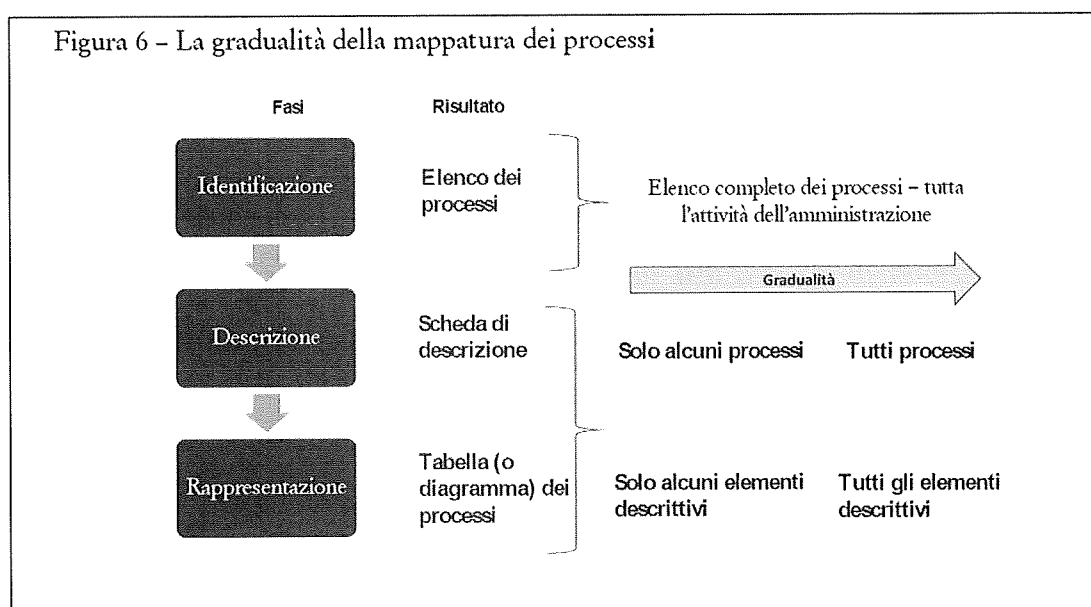 Figura 6 – La gradualità della mappatura dei processi
Fasi
Risultato
Identificazione
Elenco dei
processi
Elenco completo dei processi – tutta
l'attività dell'amministrazione
Gradualità
Descrizione
Scheda di
descrizione
Solo alcuni processi
Tutti processi
Rappresentazione
Tabella (o
diagramma) dei
processi
Solo alcuni elementi
descrittivi
Tutti gli elementi
descrittivi